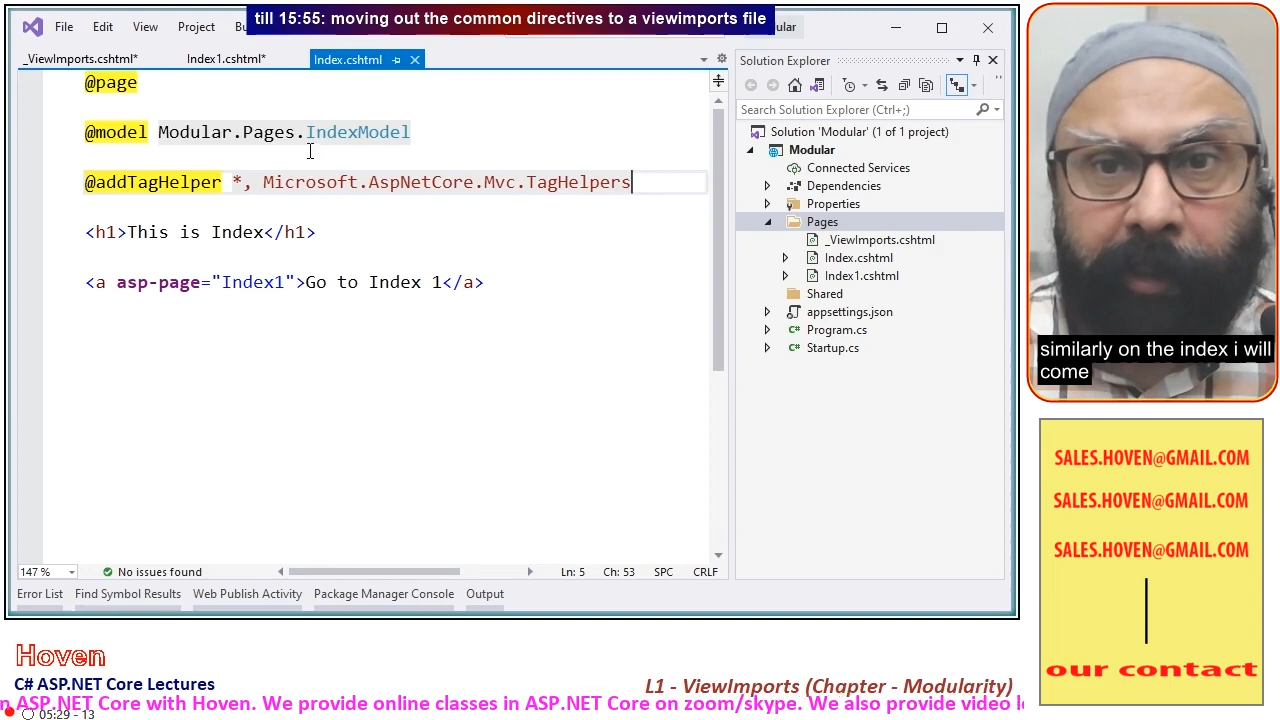 till 15:55: moving out the common directives to a viewimports file
File Edit View Project
dular
_ViewImports.cshtml* Index1.cshtml* Index.cshtml
@page
@model Modular.Pages.IndexModel
@addTagHelper *, Microsoft.AspNetCore.Mvc.TagHelpers
<h1>This is Index</h1>
<a asp-page="Index1">Go to Index 1</a>
147 % No issues found Ln: 5 Ch: 53 SPC CRLF
Error List Find Symbol Results Web Publish Activity Package Manager Console Output
Solution Explorer
Search Solution Explorer (Ctrl+;)
Solution 'Modular' (1 of 1 project)
Modular
Connected Services
Dependencies
Properties
Pages
_ViewImports.cshtml
Index.cshtml
Index1.cshtml
Shared
appsettings.json
C# Program.cs
C# Startup.cs
similarly on the index i will
come
SALES.HOVEN@GMAIL.COM
SALES.HOVEN@GMAIL.COM
SALES.HOVEN@GMAIL.COM
our contact
Hoven
C# ASP.NET Core Lectures
L1 - ViewImports (Chapter - Modularity)
n ASP.NET Core with Hoven. We provide online classes in ASP.NET Core on zoom/skype. We also provide video l
05:29 - 13